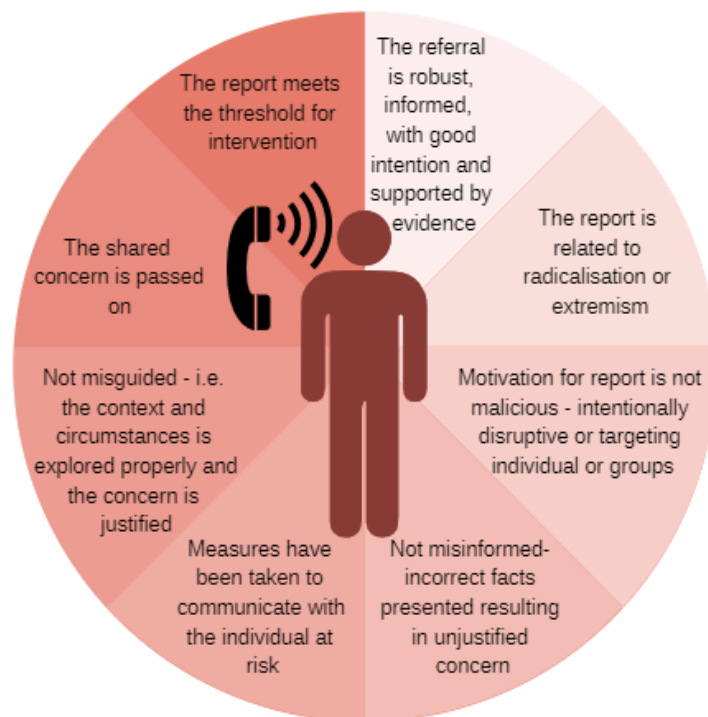 The referral
is robust,
informed,
with good
intention and
supported by
evidence
The report is
related to
radicalisation or
extremism
Motivation for report is not
malicious - intentionally
disruptive or targeting
individual or groups
Not misinformed-
incorrect facts
presented resulting
in unjustified
concern
Measures have
been taken to
communicate with
the individual at
risk
Not misguided - i.e.
the context and
circumstances is
explored properly and
the concern is
justified
The shared
concern is passed
on
The report meets
the threshold for
intervention